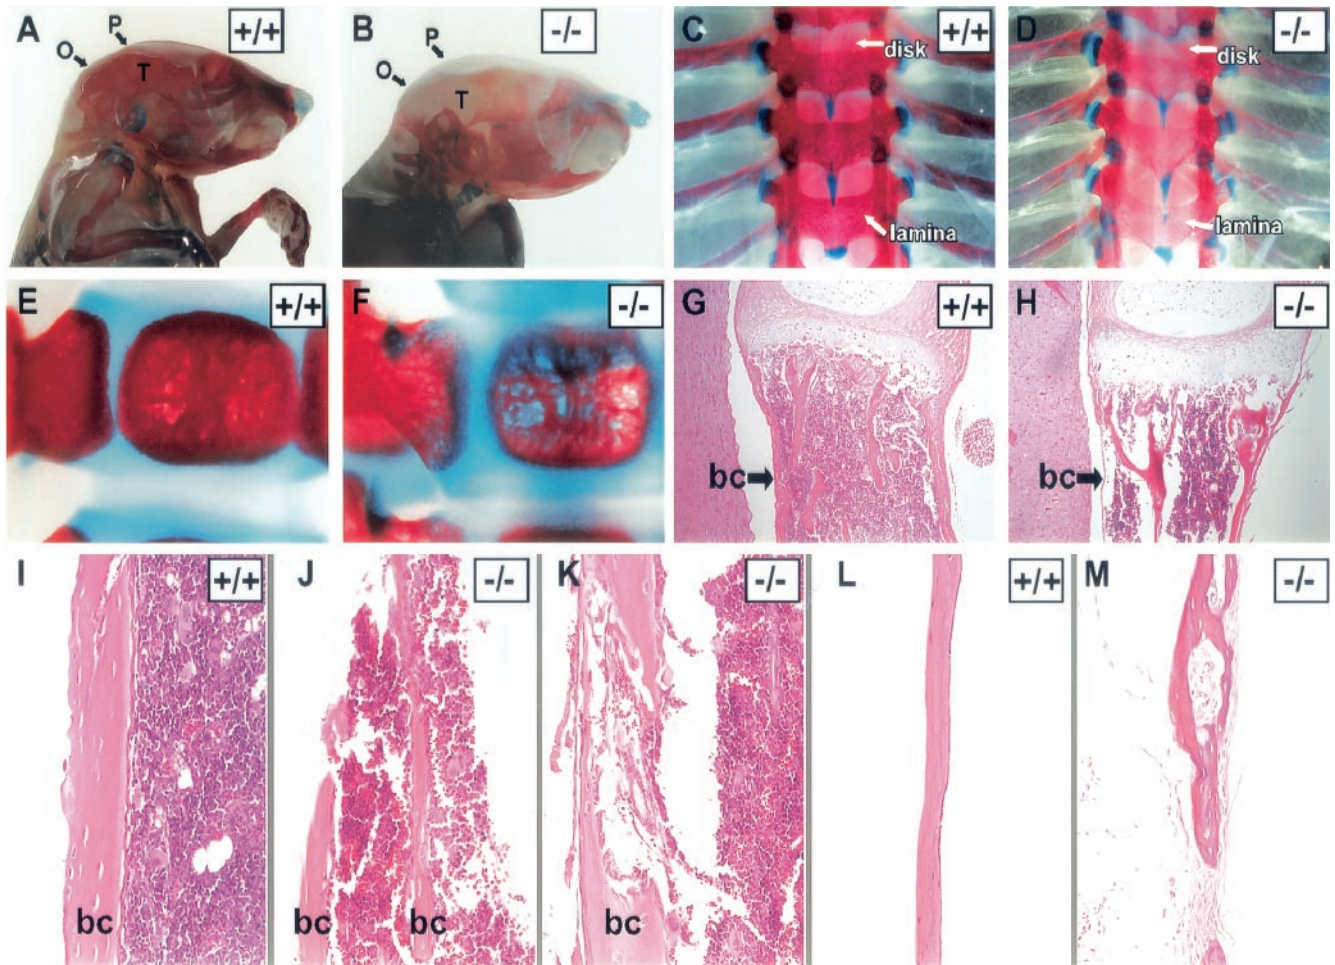 A P O T +/+
B P O T -/-
C +/+ disk lamina
D -/- disk lamina
E +/+
F -/-
G +/+ bc
H -/- bc
I +/+ bc
J -/- bc bc
K -/- bc
L +/+
M -/-